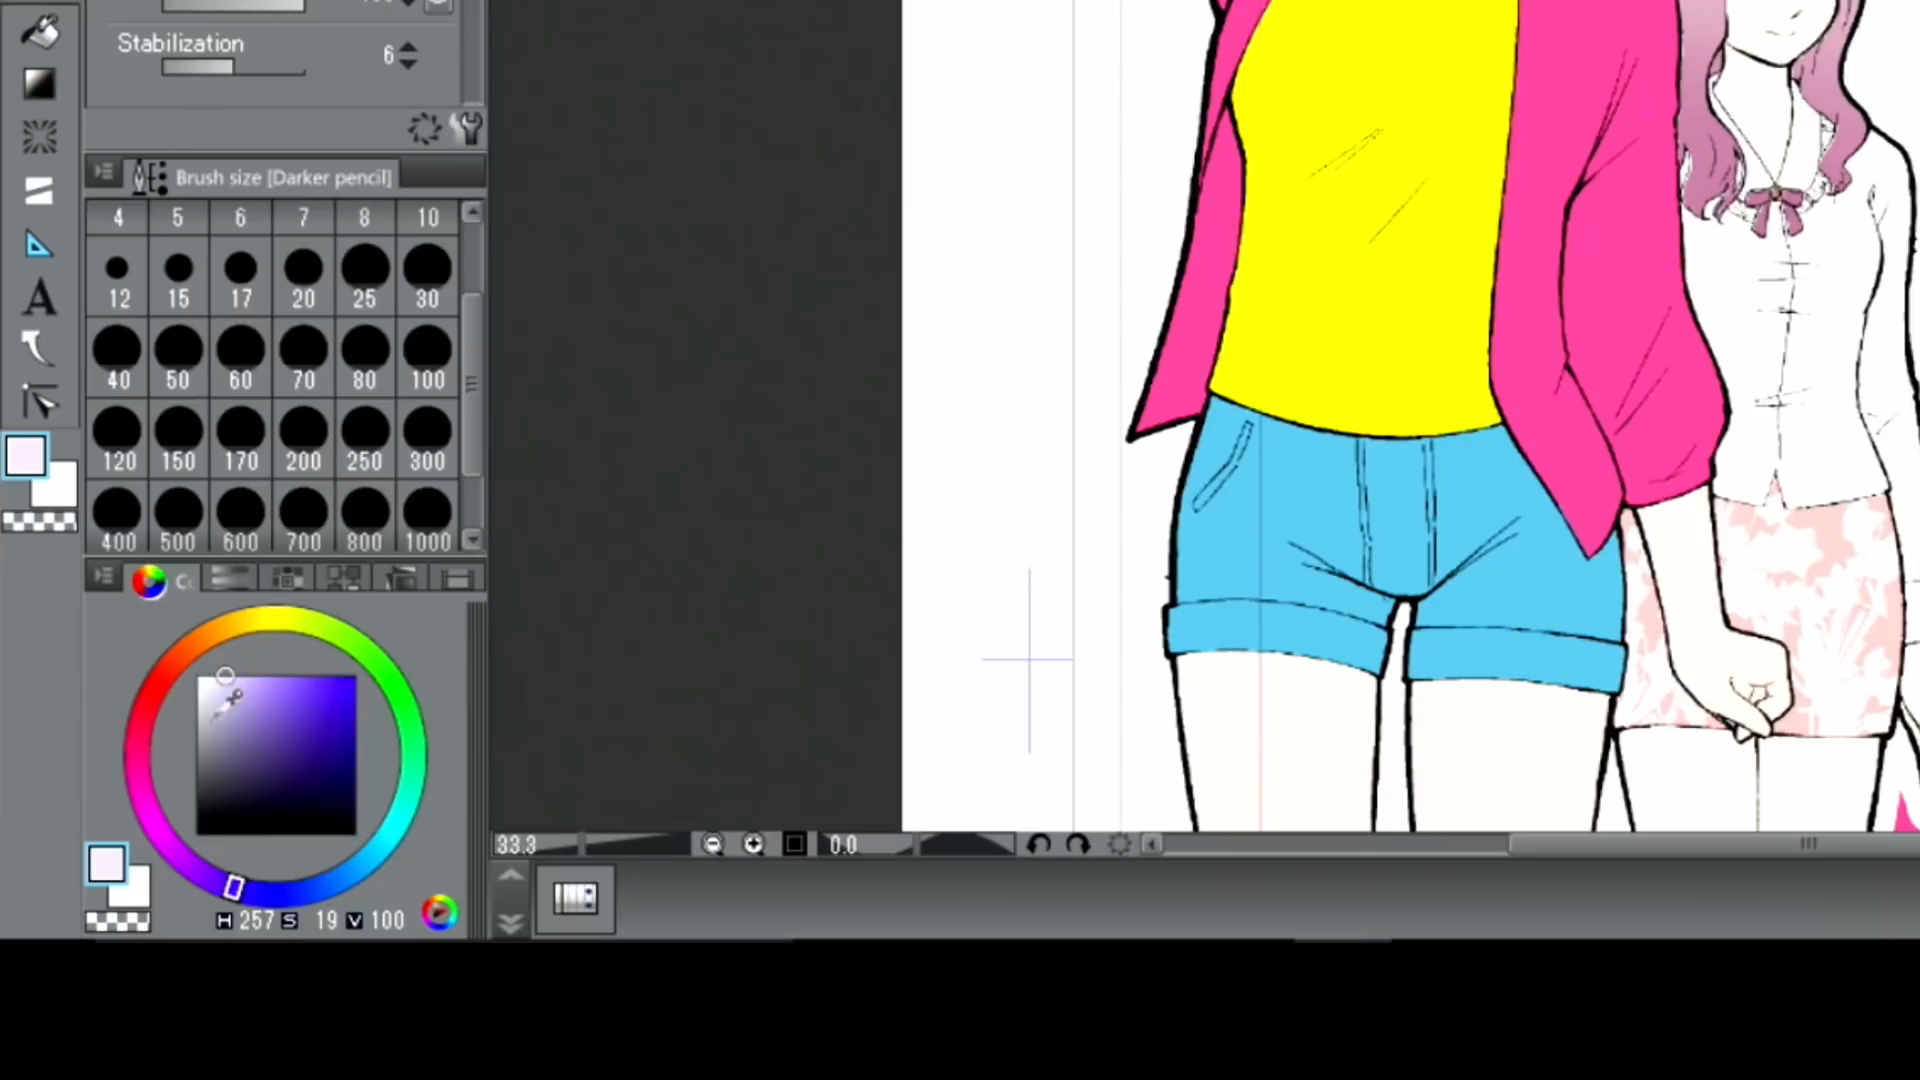 Stabilization
6
Brush size [Darker pencil]
4 5 6 7 8 10
12 15 17 20 25 30
40 50 60 70 80 100
120 150 170 200 250 300
400 500 600 700 800 1000
33.3 0.0
H 257 S 19 V 100